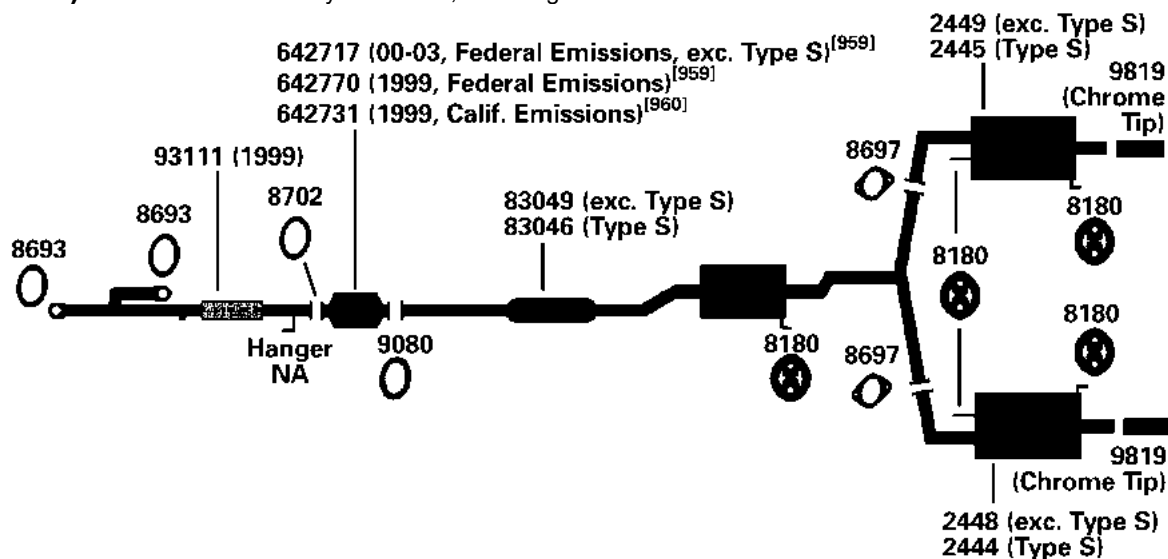 2449 (exc. Type S)
2445 (Type S)
642717 (00-03, Federal Emissions, exc. Type S)[959]
642770 (1999, Federal Emissions)[959]
642731 (1999, Calif. Emissions)[960]
9819
(Chrome
Tip)
93111 (1999)
8697
8702
83049 (exc. Type S)
83046 (Type S)
8693
8693
8180
8180
8180
Hanger
NA
9080
8180
8697
9819
(Chrome Tip)
2448 (exc. Type S)
2444 (Type S)